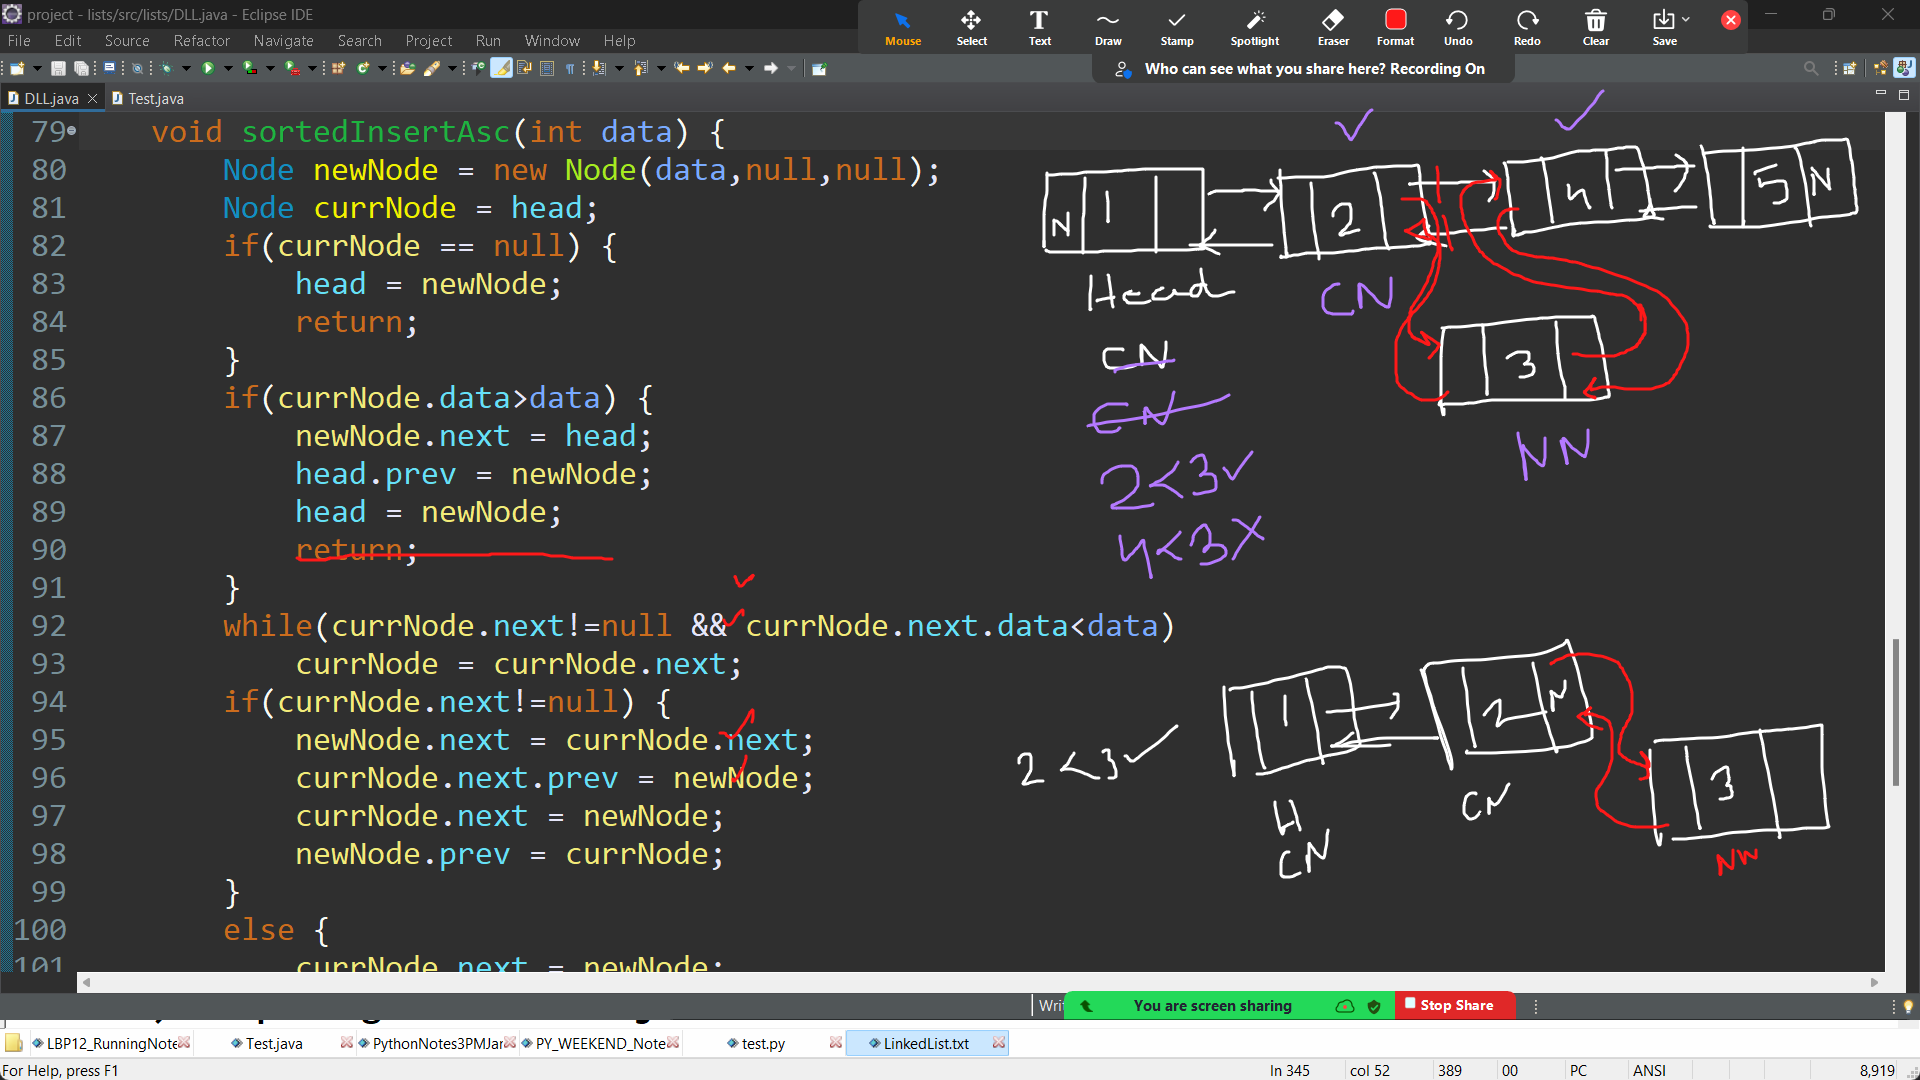 project - lists/src/lists/DLL.java - Eclipse IDE
File Edit Source Refactor Navigate Search Project Run Window Help
Mouse Select Text Draw Stamp Spotlight Eraser Format Undo Redo Clear Save
Who can see what you share here? Recording On
DLL.java Test.java
79 void sortedInsertAsc(int data) {
80 Node newNode = new Node(data,null,null);
81 Node currNode = head;
82 if(currNode == null) {
83 head = newNode;
84 return;
85 }
86 if(currNode.data>data) {
87 newNode.next = head;
88 head.prev = newNode;
89 head = newNode;
90 return;
91 }
92 while(currNode.next!=null && currNode.next.data<data)
93 currNode = currNode.next;
94 if(currNode.next!=null) {
95 newNode.next = currNode.next;
96 currNode.next.prev = newNode;
97 currNode.next = newNode;
98 newNode.prev = currNode;
99 }
100 else {
101 currNode.next = newNode;
N 1 2 4 5 N
Head CN
CN 3
CN NN
2<3✓
4<3X
1 2 N
2<3✓ 3
H CN
CN NN
Wri
You are screen sharing Stop Share
LBP12_RunningNote Test.java PythonNotes3PMJar PY_WEEKEND_Note test.py LinkedList.txt
For Help, press F1 ln 345 col 52 389 00 PC ANSI 8,919